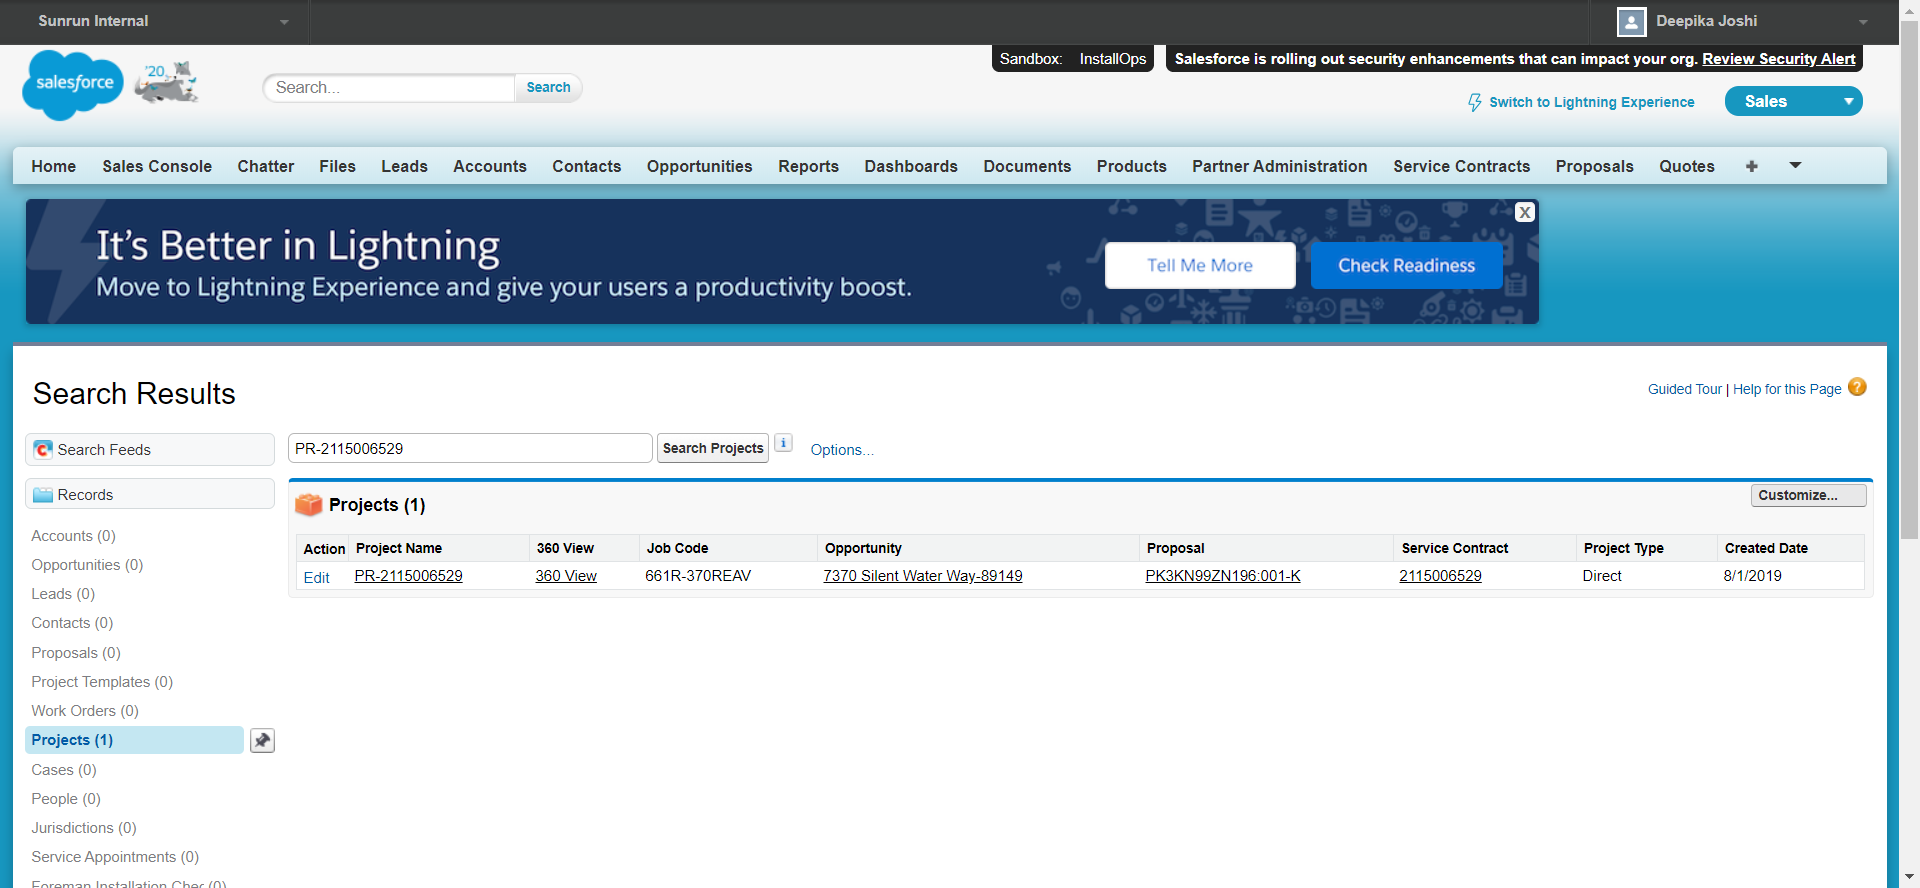 Sunrun Internal
Deepika Joshi
salesforce
'20
Search...
Search
Sandbox: InstallOps
Salesforce is rolling out security enhancements that can impact your org. Review Security Alert
Switch to Lightning Experience
Sales
Home Sales Console Chatter Files Leads Accounts Contacts Opportunities Reports Dashboards Documents Products Partner Administration Service Contracts Proposals Quotes +
It's Better in Lightning
Move to Lightning Experience and give your users a productivity boost.
Tell Me More
Check Readiness
X
Search Results
Guided Tour | Help for this Page ?
Search Feeds
PR-2115006529
Search Projects
i
Options...
Records
Projects (1)
Customize...
Action Project Name 360 View Job Code Opportunity Proposal Service Contract Project Type Created Date
Edit PR-2115006529 360 View 661R-370REAV 7370 Silent Water Way-89149 PK3KN99ZN196:001-K 2115006529 Direct 8/1/2019
Accounts (0)
Opportunities (0)
Leads (0)
Contacts (0)
Proposals (0)
Project Templates (0)
Work Orders (0)
Projects (1)
Cases (0)
People (0)
Jurisdictions (0)
Service Appointments (0)
Foreman Installation Chec (0)